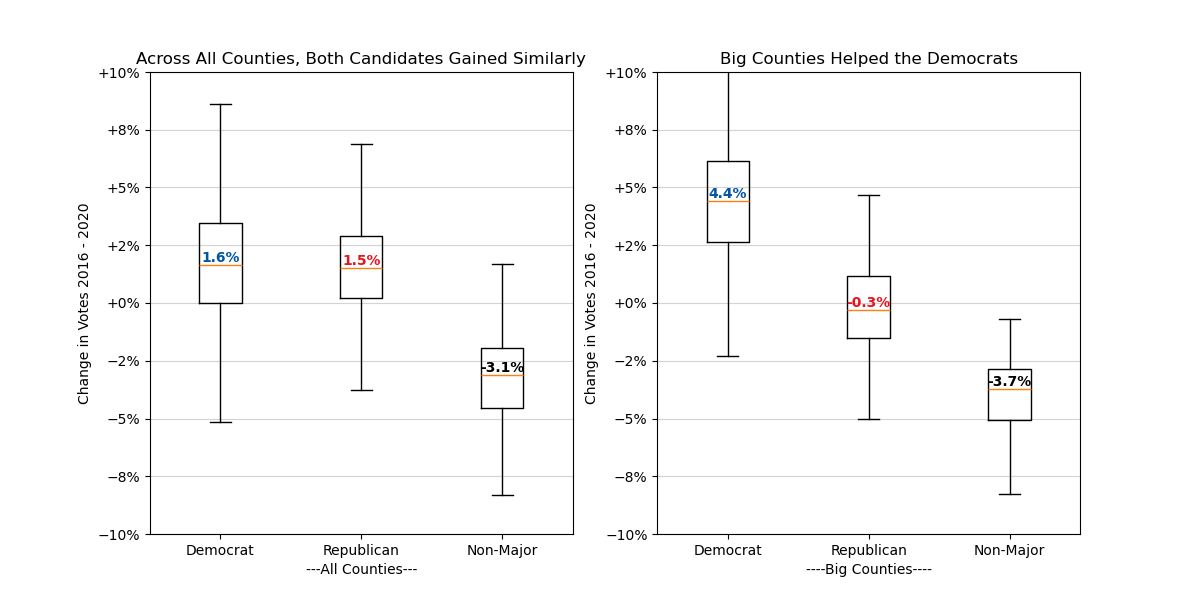 Across All Counties, Both Candidates Gained Similarly
Change in Votes 2016 - 2020
+10%
+8%
+5%
+2%
+0%
−2%
−5%
−8%
−10%
1.6%
1.5%
-3.1%
Democrat
Republican
Non-Major
---All Counties---
Big Counties Helped the Democrats
Change in Votes 2016 - 2020
+10%
+8%
+5%
+2%
+0%
−2%
−5%
−8%
−10%
4.4%
-0.3%
-3.7%
Democrat
Republican
Non-Major
----Big Counties----